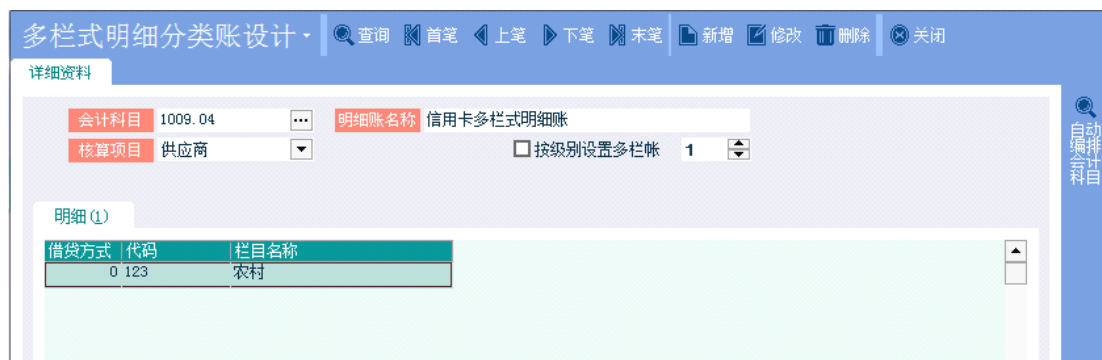 多栏式明细分类账设计 查询 首笔 上笔 下笔 末笔 新增 修改 删除 关闭
详细资料
会计科目 1009.04 ... 明细账名称 信用卡多栏式明细账
核算项目 供应商 按级别设置多栏帐 1
自动
编排
会计
科目
明细(1)
借贷方式 代码 栏目名称
0 123 农村